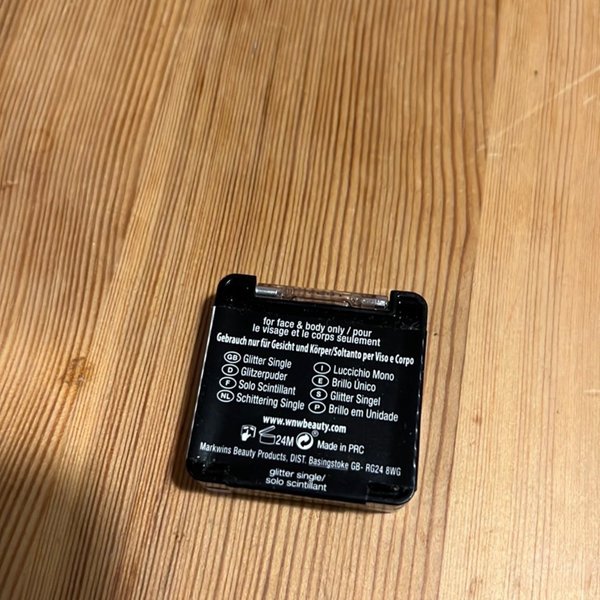 for face & body only / pour
le visage et le corps seulement
Gebrauch nur für Gesicht und Körper/Soltanto per Viso e Corpo
GB Glitter Single
D Glitzerpuder
F Solo Scintillant
NL Schittering Single
I Luccichio Mono
E Brillo Único
S Glitter Singel
P Brillo em Unidade
www.wnwbeauty.com
24M ® Made in PRC
Markwins Beauty Products, DIST. Basingstoke GB- RG24 8WG
glitter single/
solo scintillant